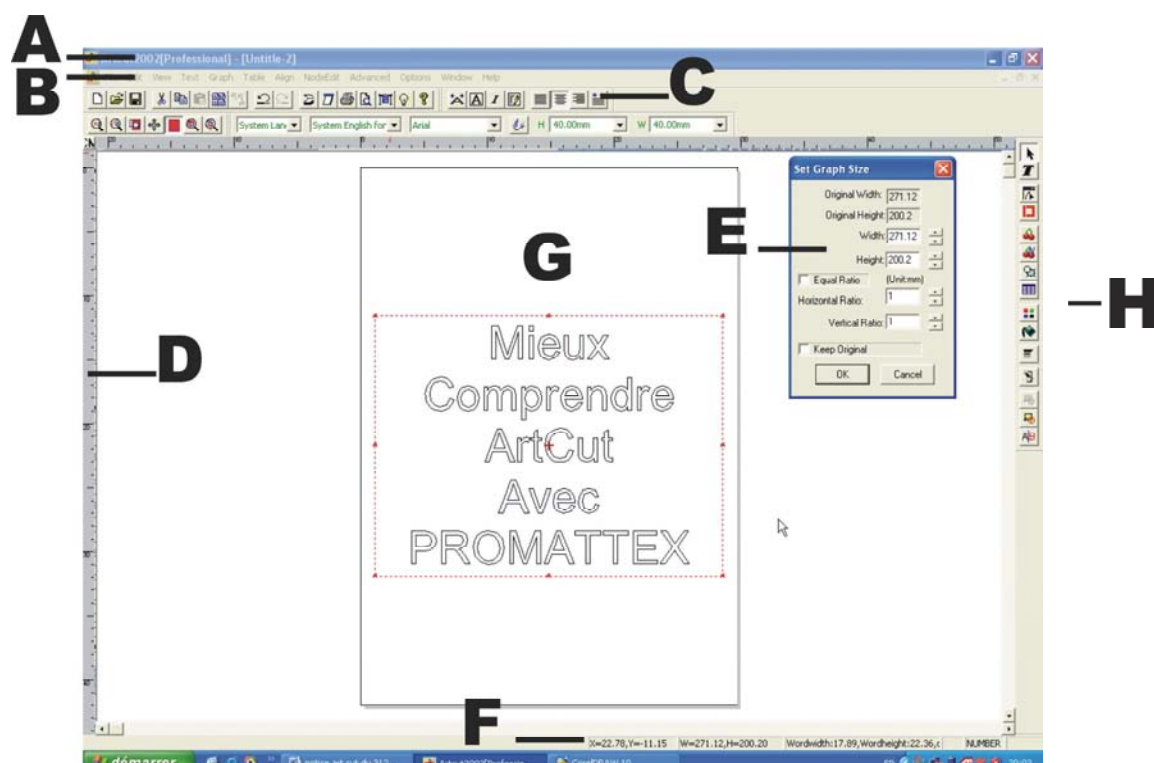 A
2002[Professional] - [Untitle-2]
B
View Text Graph Table Align NodeEdit Advanced Options Window Help
C
System Lan System English for Arial H 40.00mm W 40.00mm
Set Graph Size
Original Width: 271.12
Original Height: 200.2
E
Width: 271.12
Height: 200.2
Equal Ratio (Unit:mm)
Horizontal Ratio: 1
Vertical Ratio: 1
Keep Original
OK Cancel
G
H
D
Mieux
Comprendre
ArtCut
Avec
PROMATTEX
F
X=22.78,Y=-11.15 W=271.12,H=200.20 Wordwidth:17.89,Wordheight:22.36, NUMBER
démarrer